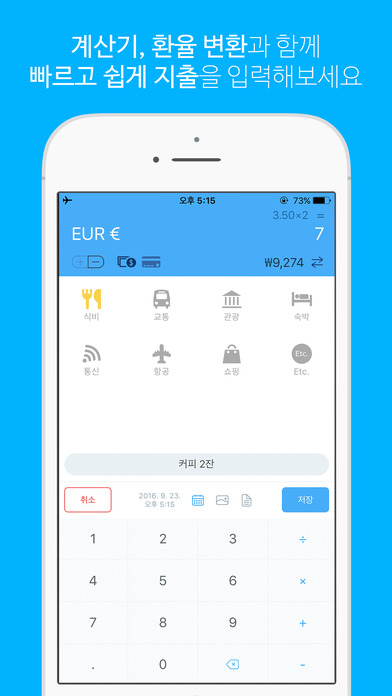 계산기, 환율 변환과 함께
빠르고 쉽게 지출을 입력해보세요
오후 5:15
73%
3.50×2 =
EUR € 7
+ −
$
₩9,274
식비 교통 관광 숙박
Etc.
통신 항공 쇼핑 Etc.
커피 2잔
취소
2016. 9. 23.
오후 5:15
저장
1 2 3 ÷
4 5 6 ×
7 8 9 +
. 0 -